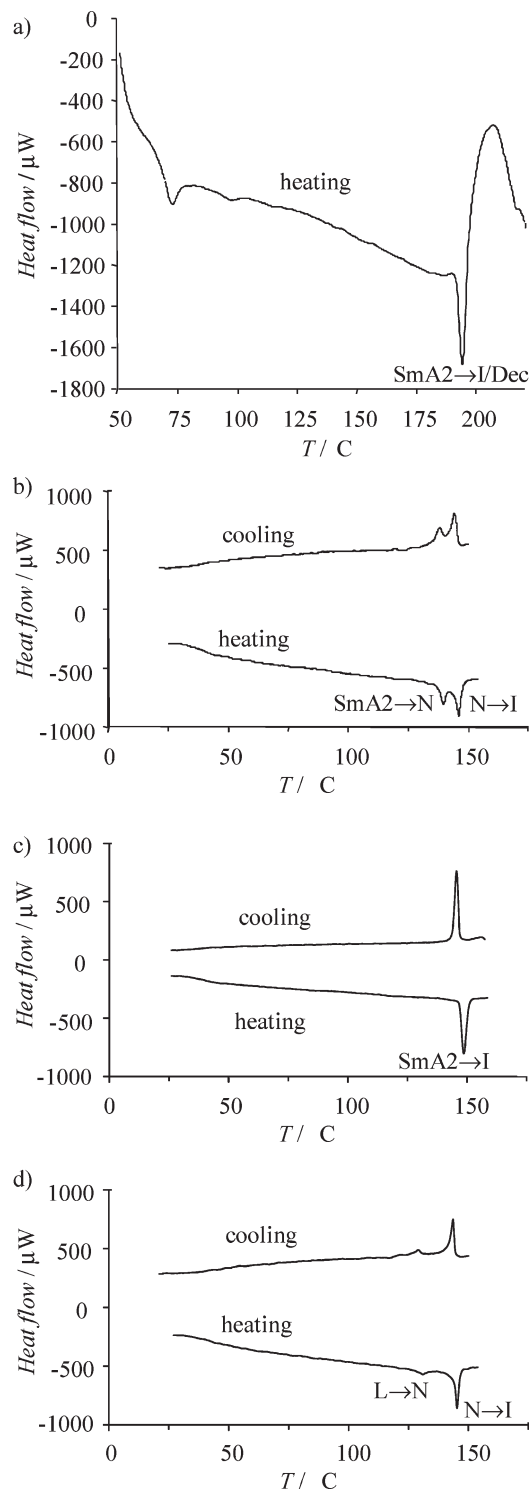 a)
0
-200
-400
-600
-800
-1000
-1200
-1400
-1600
-1800
Heat flow / µW
heating
SmA2→I/Dec
50 75 100 125 150 175 200
T / C
b)
1000
500
0
-500
-1000
Heat flow / µW
cooling
heating
SmA2→N N→I
0 50 100 150
T / C
c)
1000
500
0
-500
-1000
Heat flow / µW
cooling
heating
SmA2→I
0 50 100 150
T / C
d)
1000
500
0
-500
-1000
Heat flow / µW
cooling
heating
L→N
N→I
0 50 100 150
T / C